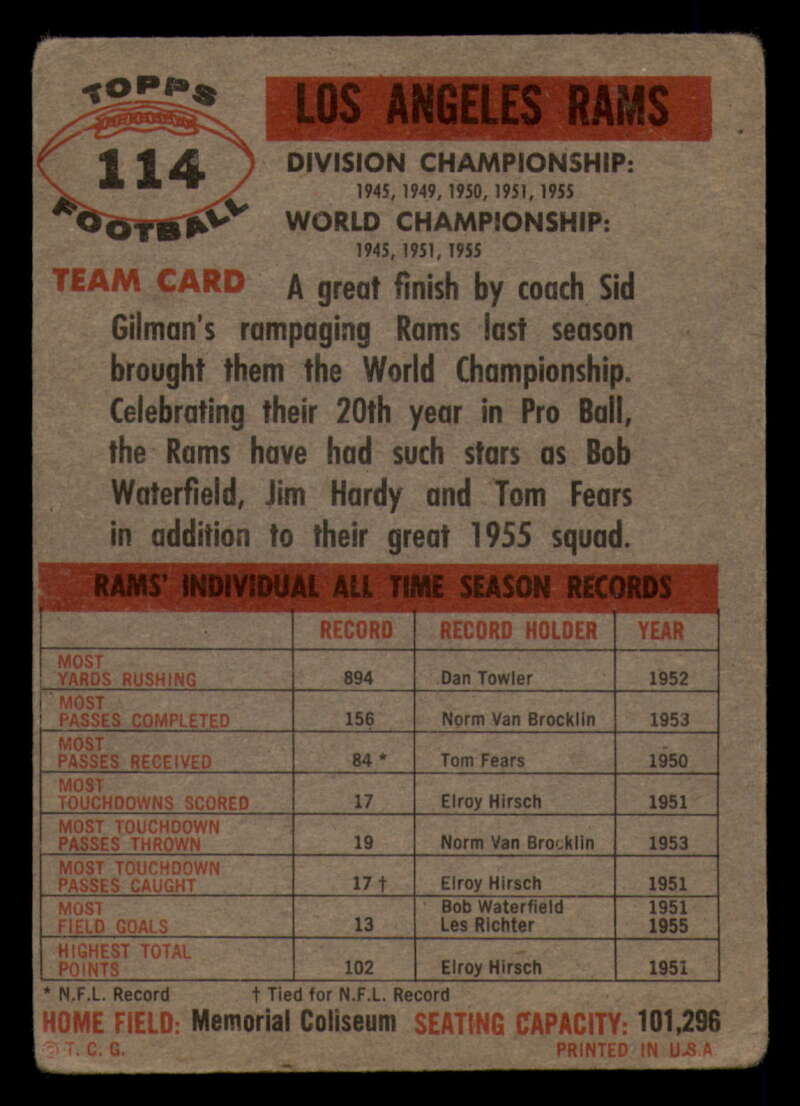 TOPPS
114
FOOTBALL
LOS ANGELES RAMS
DIVISION CHAMPIONSHIP:
1945, 1949, 1950, 1951, 1955
WORLD CHAMPIONSHIP:
1945, 1951, 1955
TEAM CARD A great finish by coach Sid
Gilman's rampaging Rams last season
brought them the World Championship.
Celebrating their 20th year in Pro Ball,
the Rams have had such stars as Bob
Waterfield, Jim Hardy and Tom Fears
in addition to their great 1955 squad.
RAMS' INDIVIDUAL ALL TIME SEASON RECORDS
RECORD RECORD HOLDER YEAR
MOST
YARDS RUSHING 894 Dan Towler 1952
MOST
PASSES COMPLETED 156 Norm Van Brocklin 1953
MOST
PASSES RECEIVED 84 * Tom Fears 1950
MOST
TOUCHDOWNS SCORED 17 Elroy Hirsch 1951
MOST TOUCHDOWN
PASSES THROWN 19 Norm Van Brocklin 1953
MOST TOUCHDOWN
PASSES CAUGHT 17 † Elroy Hirsch 1951
MOST Bob Waterfield 1951
FIELD GOALS 13 Les Richter 1955
HIGHEST TOTAL
POINTS 102 Elroy Hirsch 1951
* N.F.L. Record † Tied for N.F.L. Record
HOME FIELD: Memorial Coliseum SEATING CAPACITY: 101,296
© T. C. G. PRINTED IN U.S.A.